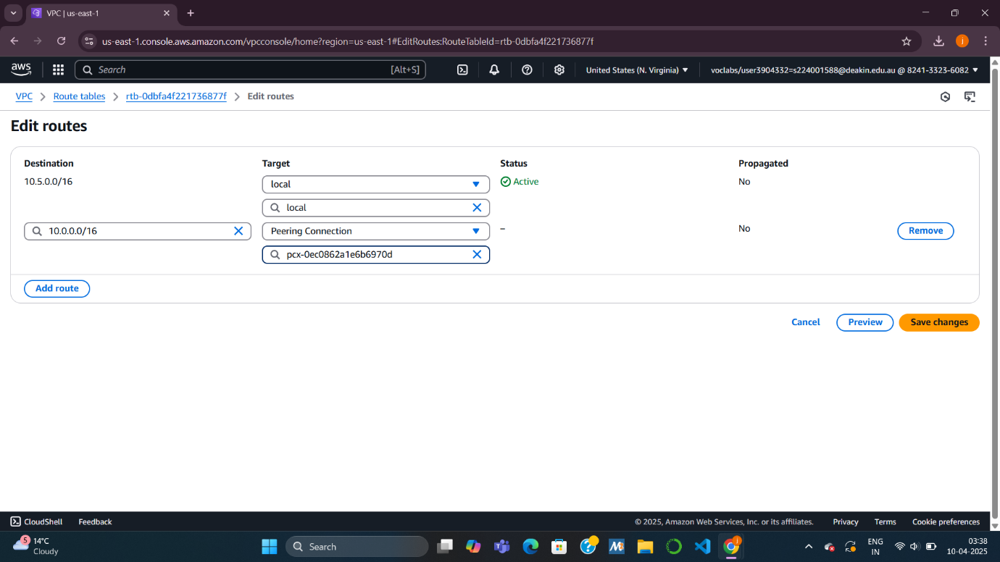 VPC | us-east-1
us-east-1.console.aws.amazon.com/vpcconsole/home?region=us-east-1#EditRoutes:RouteTableId=rtb-0dbfa4f221736877f
j
aws
Search
[Alt+S]
United States (N. Virginia)
voclabs/user3904332=s224001588@deakin.edu.au @ 8241-3323-6082
VPC
Route tables
rtb-0dbfa4f221736877f
Edit routes
Edit routes
Destination Target Status Propagated
10.5.0.0/16 local Active No
local
10.0.0.0/16 Peering Connection – No Remove
pcx-0ec0862a1e6b6970d
Add route
Cancel Preview Save changes
CloudShell Feedback © 2025, Amazon Web Services, Inc. or its affiliates. Privacy Terms Cookie preferences
5
14°C
Cloudy
Search
ENG
IN
03:38
10-04-2025